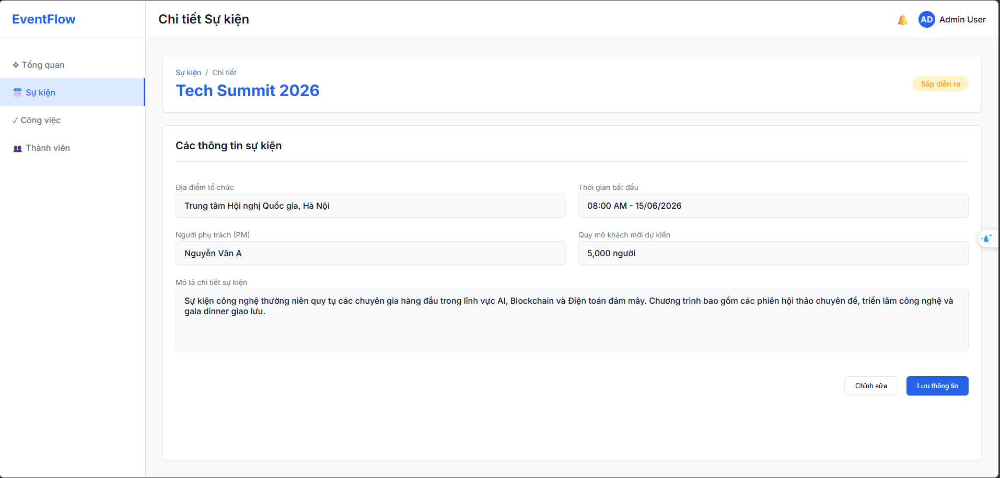 EventFlow
Chi tiết Sự kiện
AD Admin User
Tổng quan
Sự kiện
Công việc
Thành viên
Sự kiện / Chi tiết
Tech Summit 2026
Sắp diễn ra
Các thông tin sự kiện
Địa điểm tổ chức
Trung tâm Hội nghị Quốc gia, Hà Nội
Thời gian bắt đầu
08:00 AM - 15/06/2026
Người phụ trách (PM)
Nguyễn Văn A
Quy mô khách mời dự kiến
5,000 người
Mô tả chi tiết sự kiện
Sự kiện công nghệ thường niên quy tụ các chuyên gia hàng đầu trong lĩnh vực AI, Blockchain và Điện toán đám mây. Chương trình bao gồm các phiên hội thảo chuyên đề, triển lãm công nghệ và
gala dinner giao lưu.
Chỉnh sửa
Lưu thông tin